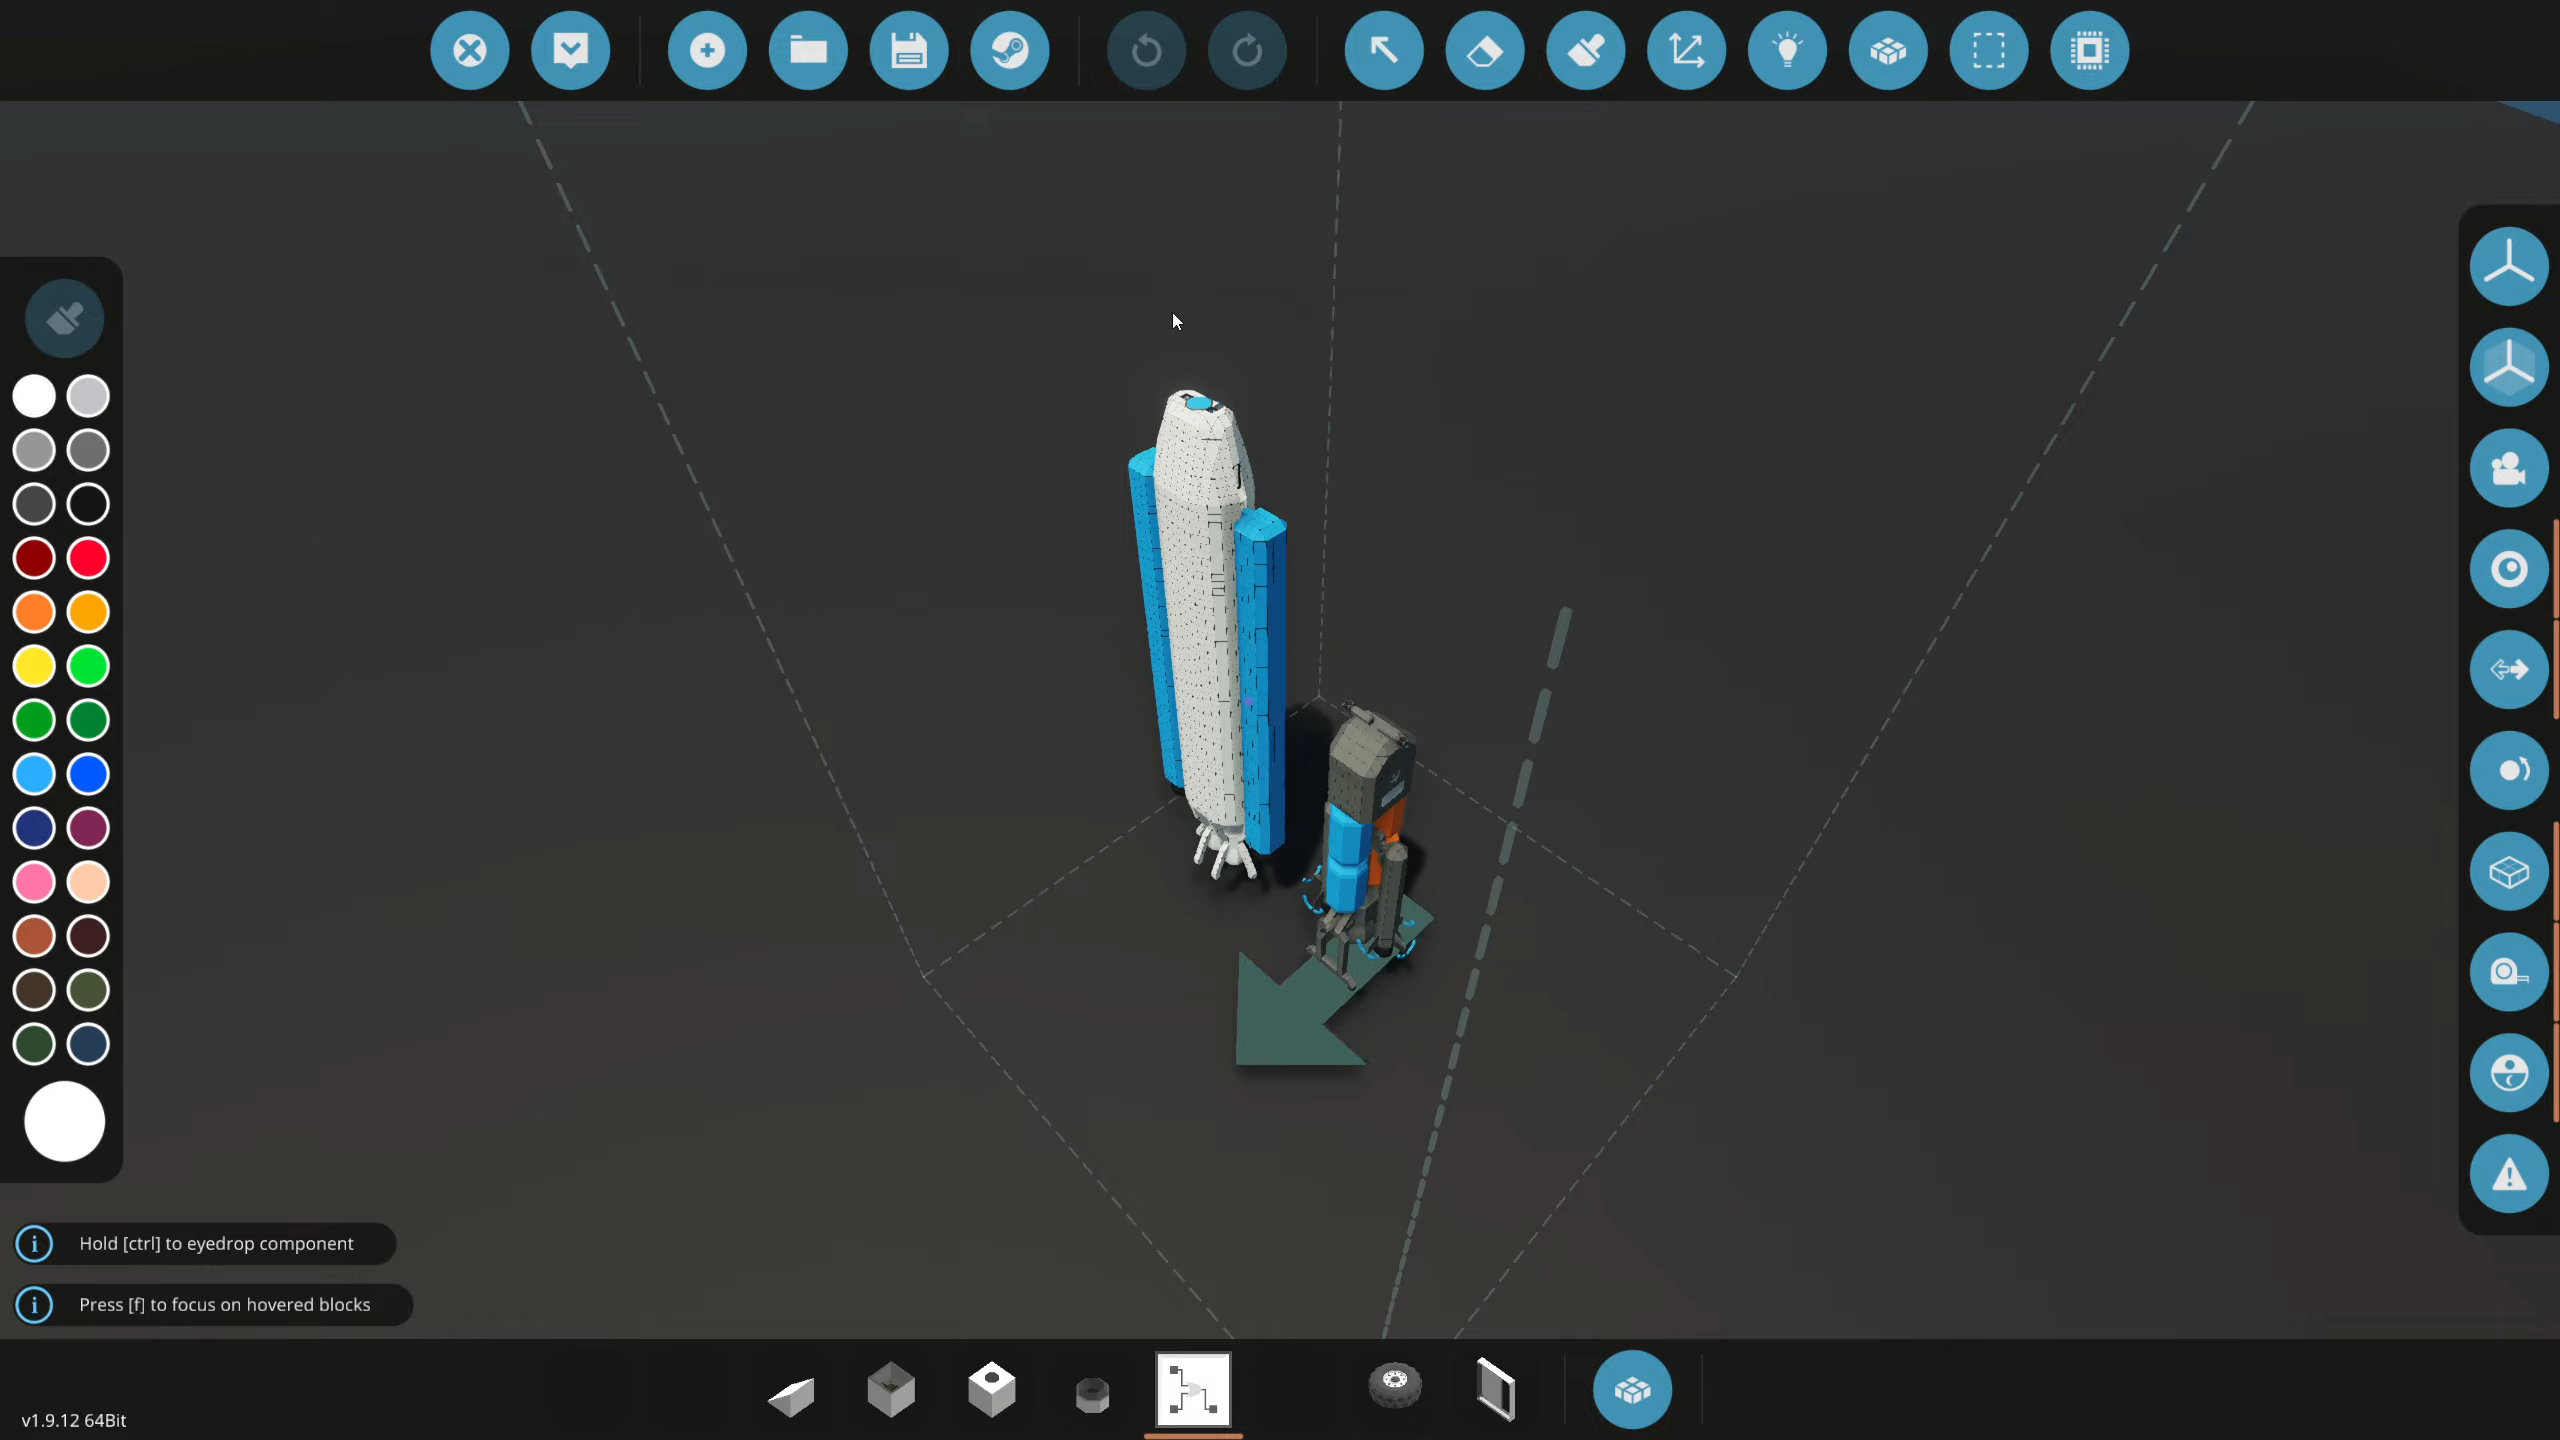 Hold [ctrl] to eyedrop component
Press [f] to focus on hovered blocks
v1.9.12 64Bit